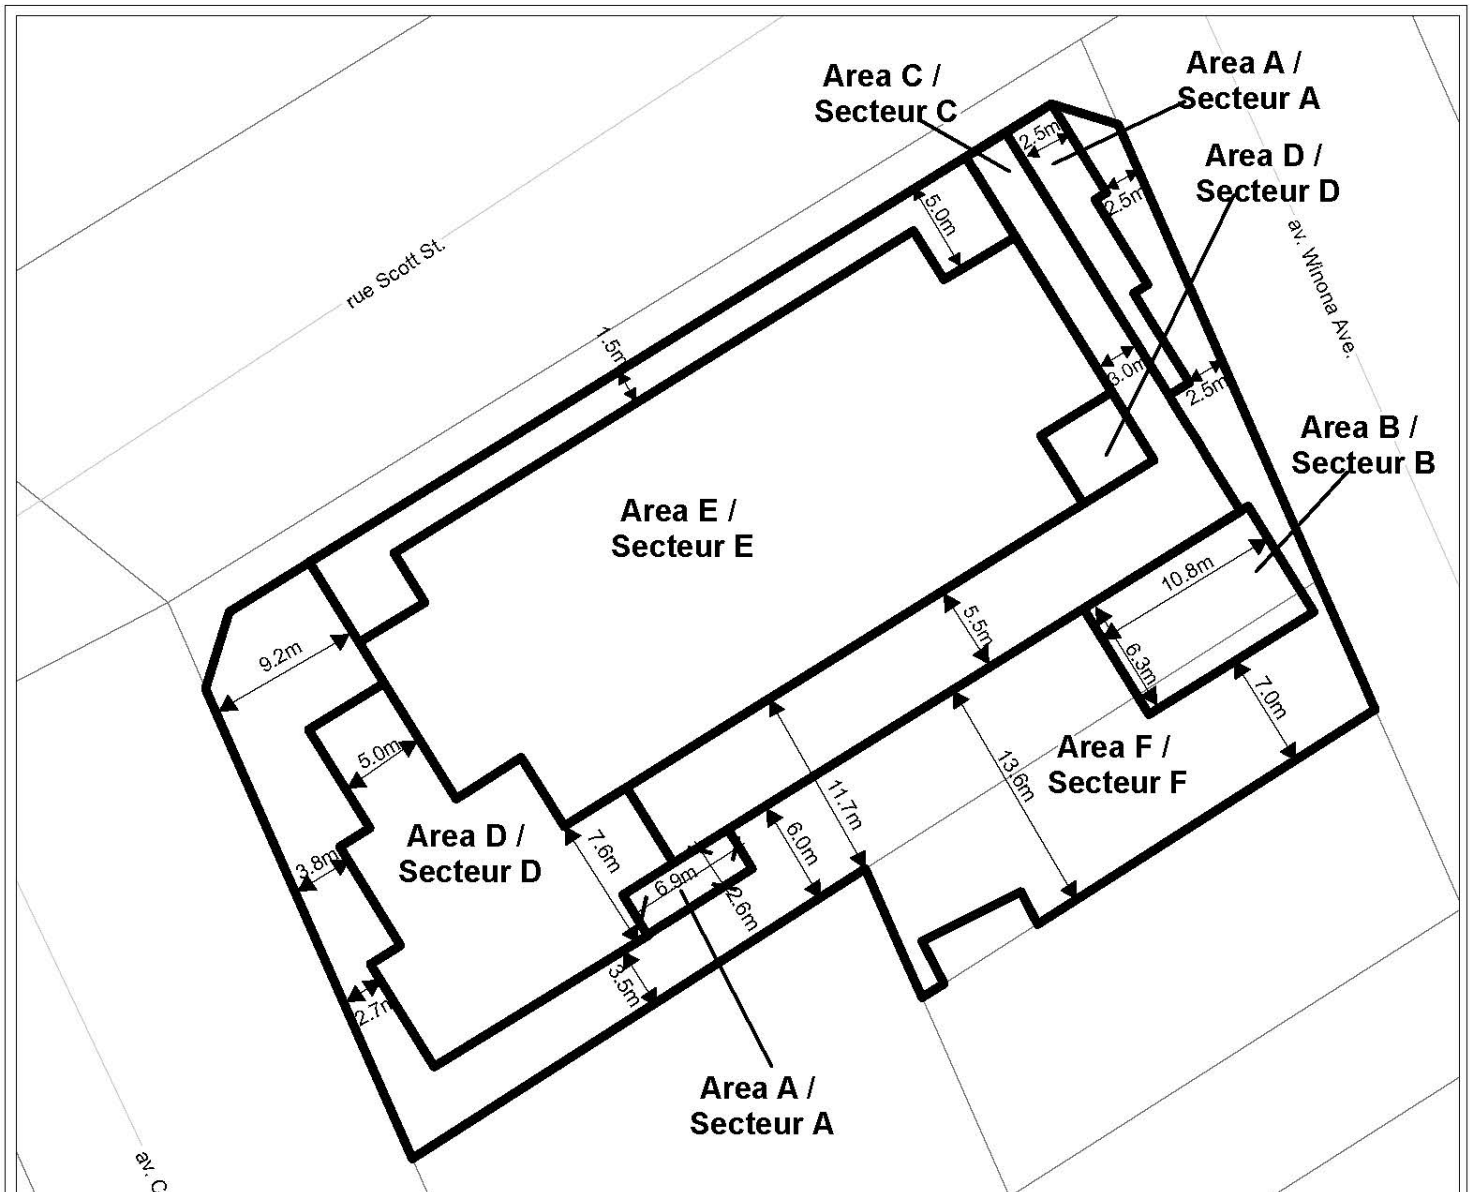 Area C /
Secteur C
Area A /
Secteur A
2.5m
Area D /
Secteur D
2.5m
5.0m
av. Winona Ave.
rue Scott St.
1.5m
3.0m
2.5m
Area B /
Secteur B
Area E /
Secteur E
10.8m
5.5m
6.3m
9.2m
7.0m
5.0m
Area F /
Secteur F
13.6m
11.7m
Area D /
Secteur D
7.6m
6.0m
3.8m
6.9m
2.6m
3.5m
2.7m
Area A /
Secteur A
av. C